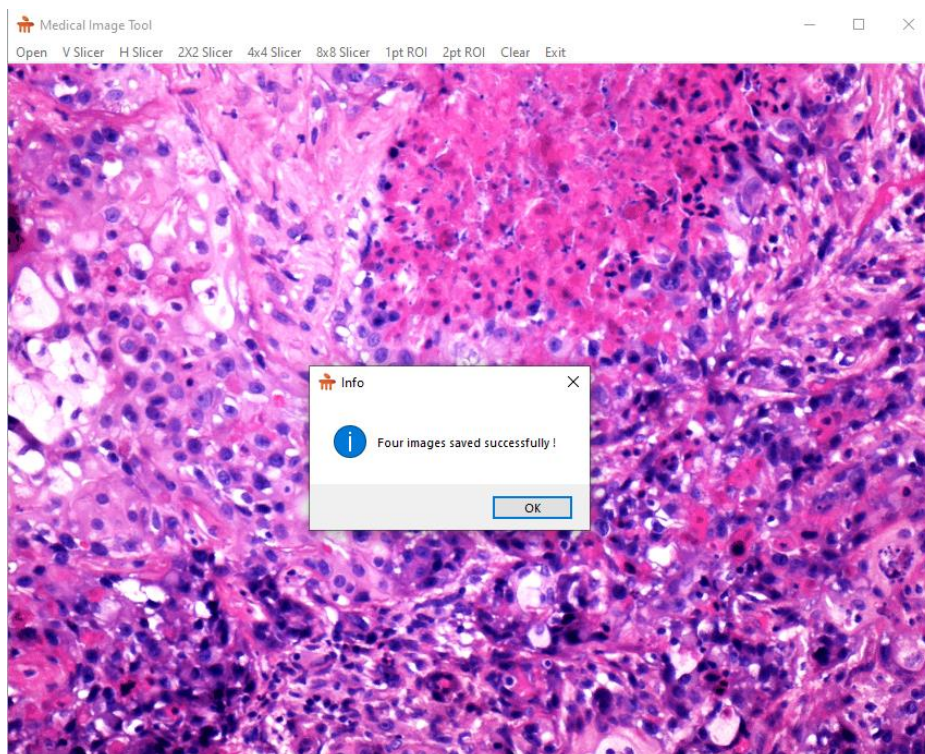 Medical Image Tool
Open V Slicer H Slicer 2X2 Slicer 4x4 Slicer 8x8 Slicer 1pt ROI 2pt ROI Clear Exit
Info
Four images saved successfully !
OK